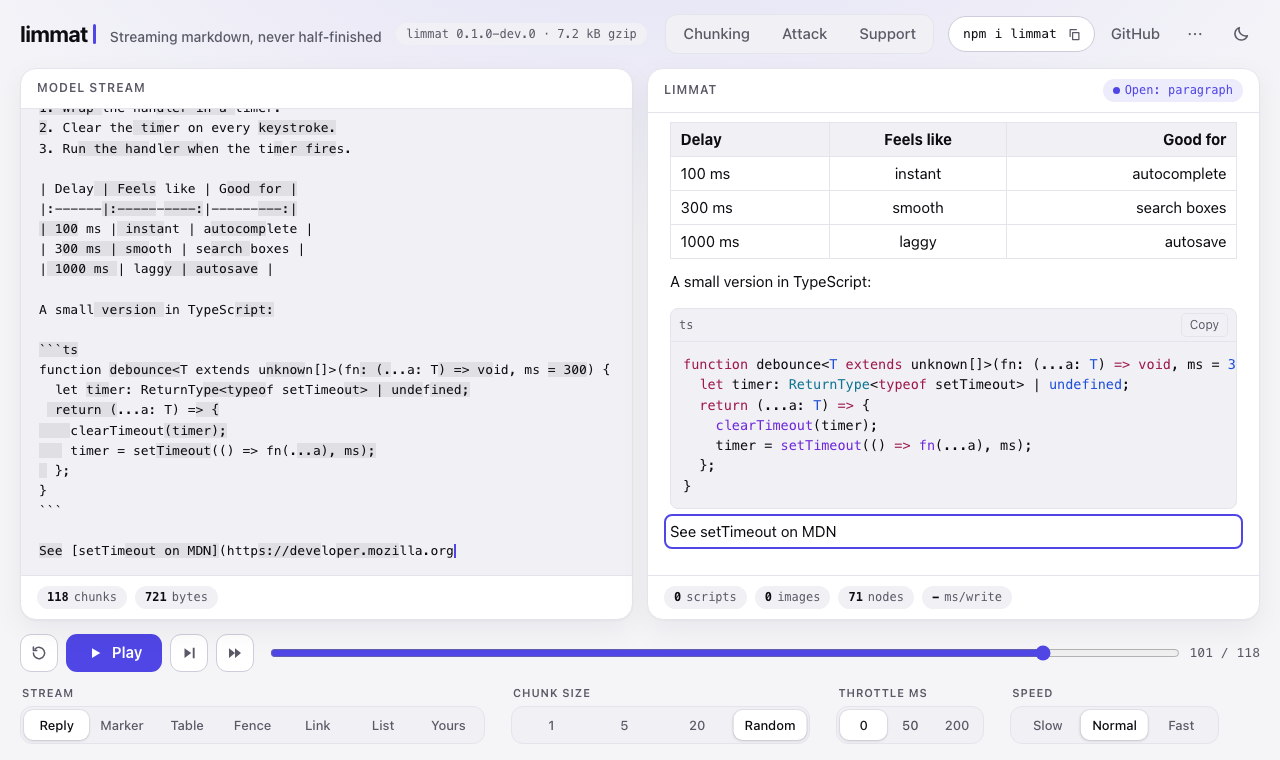 limmat
Streaming markdown, never half-finished
limmat 0.1.0-dev.0 · 7.2 kB gzip
Chunking
Attack
Support
npm i limmat
GitHub
MODEL STREAM
1. Wrap the handler in a timer.
2. Clear the timer on every keystroke.
3. Run the handler when the timer fires.
| Delay | Feels like | Good for |
|:------|:----------:|---------:|
| 100 ms | instant | autocomplete |
| 300 ms | smooth | search boxes |
| 1000 ms | laggy | autosave |
A small version in TypeScript:
```ts
function debounce<T extends unknown[]>(fn: (...a: T) => void, ms = 300) {
  let timer: ReturnType<typeof setTimeout> | undefined;
  return (...a: T) => {
    clearTimeout(timer);
    timer = setTimeout(() => fn(...a), ms);
  };
}
```
See [setTimeout on MDN](https://developer.mozilla.org
118 chunks
721 bytes
LIMMAT
Open: paragraph
Delay Feels like Good for
100 ms instant autocomplete
300 ms smooth search boxes
1000 ms laggy autosave
A small version in TypeScript:
ts
Copy
function debounce<T extends unknown[]>(fn: (...a: T) => void, ms = 3
  let timer: ReturnType<typeof setTimeout> | undefined;
  return (...a: T) => {
    clearTimeout(timer);
    timer = setTimeout(() => fn(...a), ms);
  };
}
See setTimeout on MDN
0 scripts
0 images
71 nodes
– ms/write
Play
101 / 118
STREAM
Reply Marker Table Fence Link List Yours
CHUNK SIZE
1 5 20 Random
THROTTLE MS
0 50 200
SPEED
Slow Normal Fast